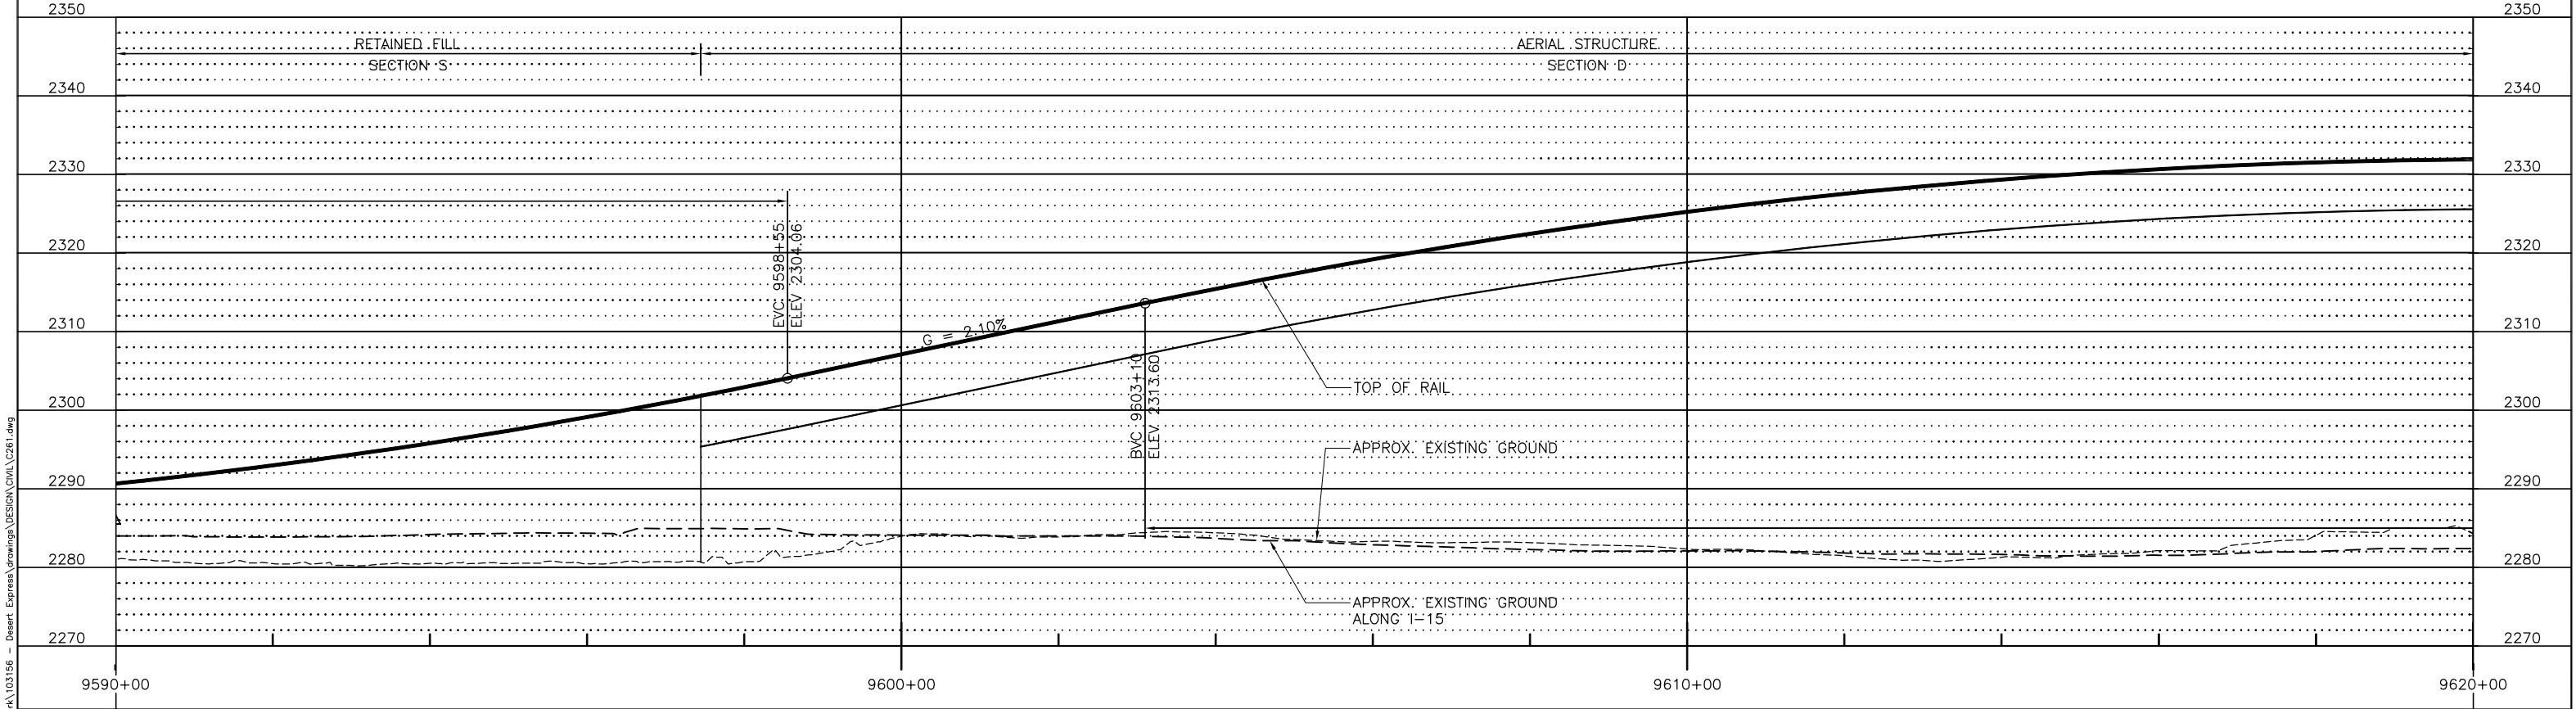 2350 2350
RETAINED FILL
SECTION S
AERIAL STRUCTURE
SECTION D
2340 2340
2330 2330
EVC 9598+55
ELEV 2304.06
2320 2320
G = 2.10%
2310 2310
BVC 9603+10
ELEV 2313.60
TOP OF RAIL
2300 2300
APPROX. EXISTING GROUND
2290 2290
2280 2280
APPROX. EXISTING GROUND
ALONG I-15
2270 2270
9590+00 9600+00 9610+00 9620+00
rk\103156 - Desert Express\drawings\DESIGN\CIVIL\C261.dwg